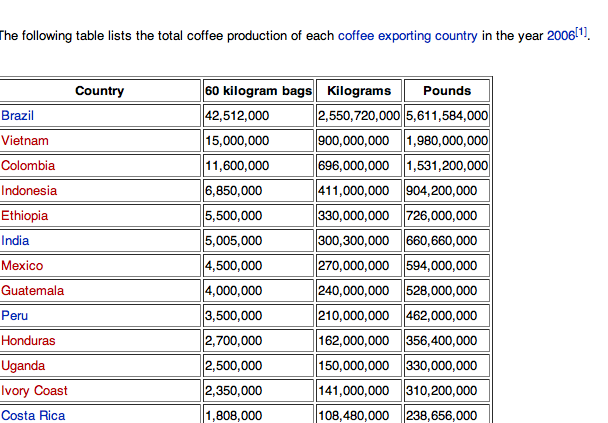 The following table lists the total coffee production of each coffee exporting country in the year 2006[1].
Country 60 kilogram bags Kilograms Pounds
Brazil 42,512,000 2,550,720,000 5,611,584,000
Vietnam 15,000,000 900,000,000 1,980,000,000
Colombia 11,600,000 696,000,000 1,531,200,000
Indonesia 6,850,000 411,000,000 904,200,000
Ethiopia 5,500,000 330,000,000 726,000,000
India 5,005,000 300,300,000 660,660,000
Mexico 4,500,000 270,000,000 594,000,000
Guatemala 4,000,000 240,000,000 528,000,000
Peru 3,500,000 210,000,000 462,000,000
Honduras 2,700,000 162,000,000 356,400,000
Uganda 2,500,000 150,000,000 330,000,000
Ivory Coast 2,350,000 141,000,000 310,200,000
Costa Rica 1,808,000 108,480,000 238,656,000